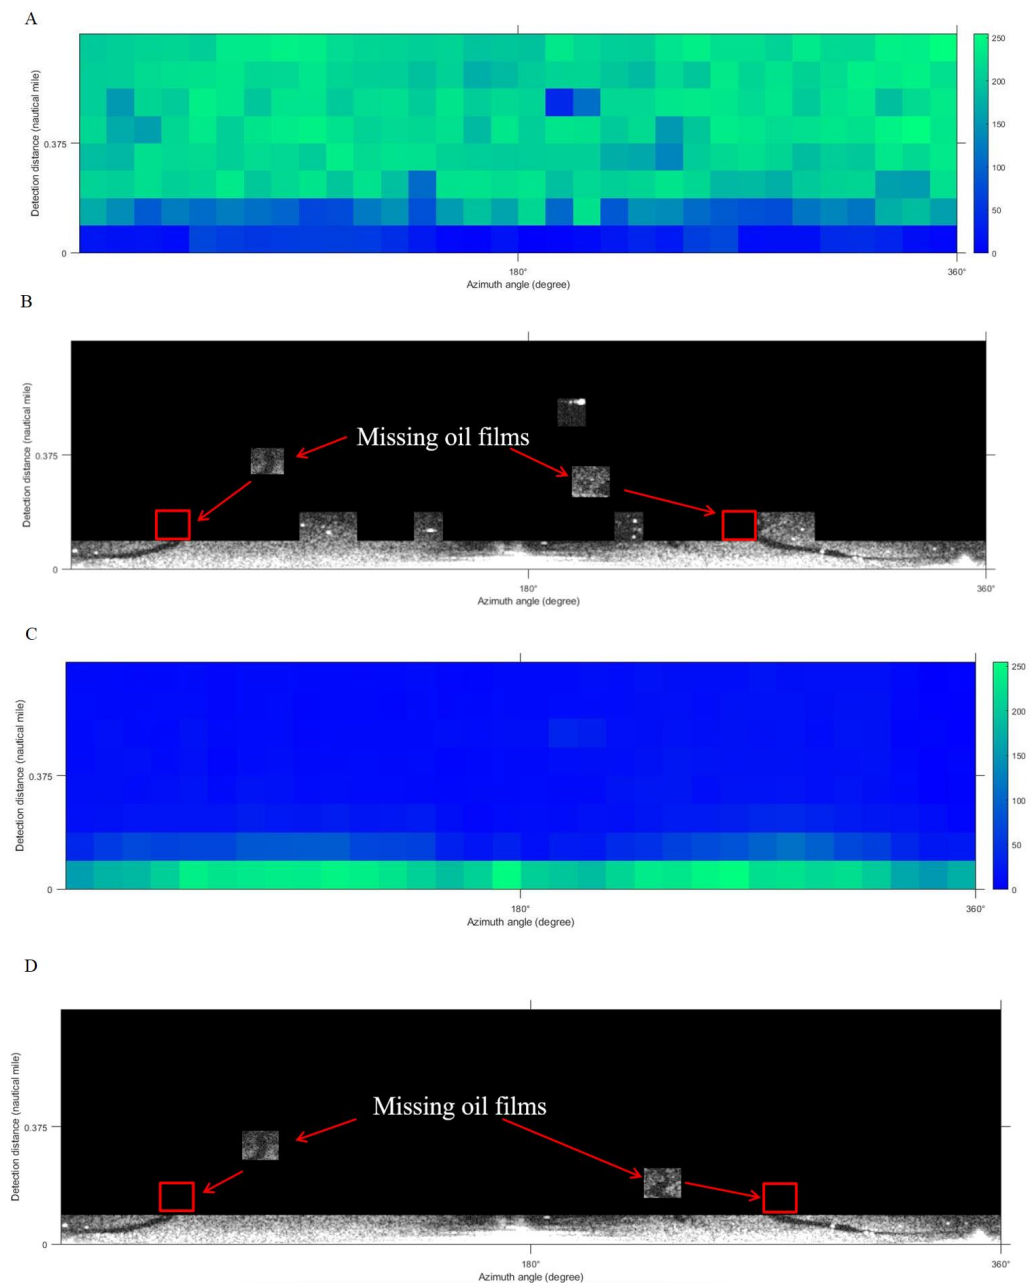 A
250
200
150
100
50
0
Detection distance (nautical mile)
0.375
0
180°
360°
Azimuth angle (degree)
B
Detection distance (nautical mile)
Missing oil films
0.375
0
180°
360°
Azimuth angle (degree)
C
250
200
150
100
50
0
Detection distance (nautical mile)
0.375
0
180°
360°
Azimuth angle (degree)
D
Detection distance (nautical mile)
Missing oil films
0.375
0
180°
360°
Azimuth angle (degree)